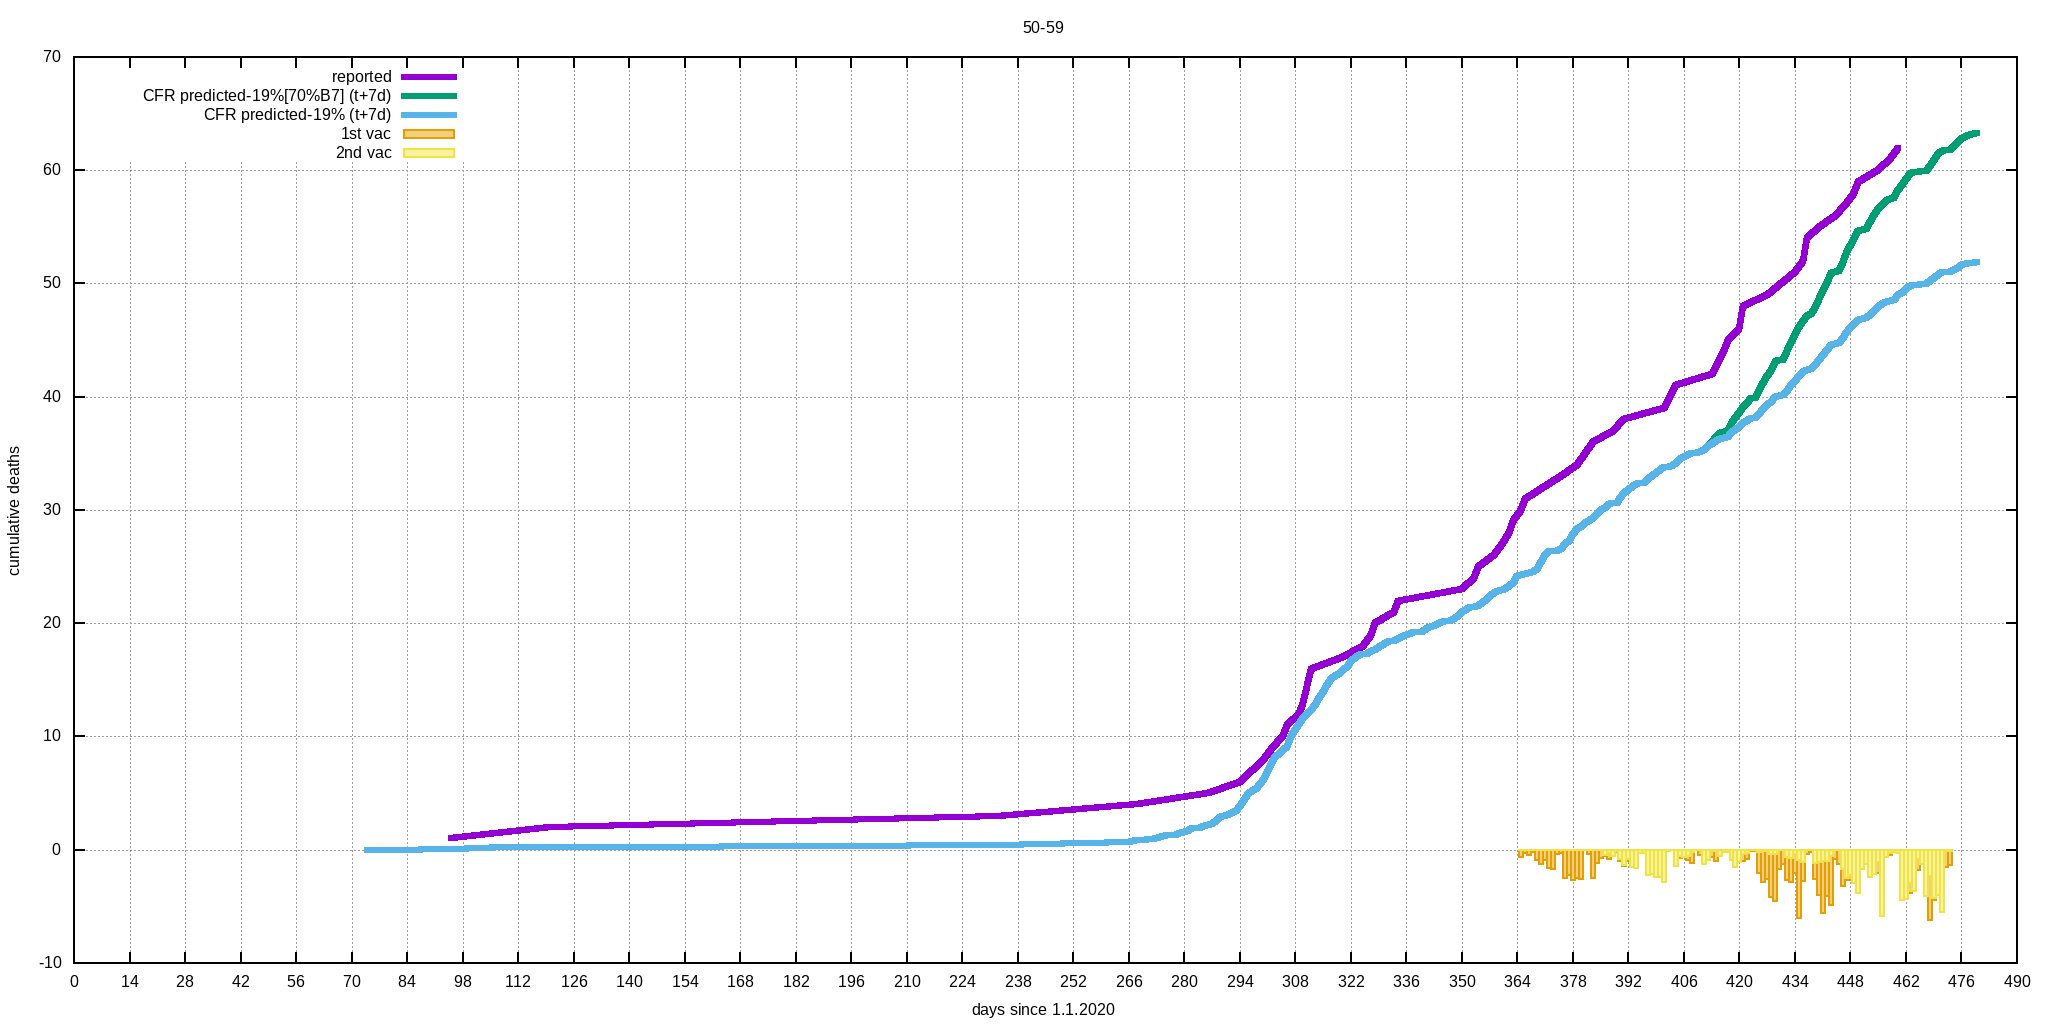 50-59
70
60
50
40
30
20
10
0
-10
cumulative deaths
reported
CFR predicted-19%[70%B7] (t+7d)
CFR predicted-19% (t+7d)
1st vac
2nd vac
0 14 28 42 56 70 84 98 112 126 140 154 168 182 196 210 224 238 252 266 280 294 308 322 336 350 364 378 392 406 420 434 448 462 476 490
days since 1.1.2020